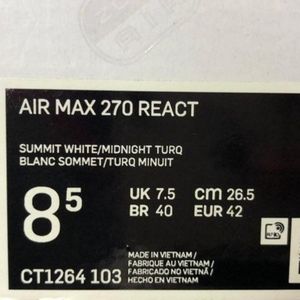 AIR
AIR MAX 270 REACT
SUMMIT WHITE/MIDNIGHT TURQ
BLANC SOMMET/TURQ MINUIT
8⁵ UK 7.5 CM 26.5
BR 40 EUR 42
MADE IN VIETNAM /
FABRIQUÉ AU VIETNAM /
FABRICADO NO VIETNÃ /
HECHO EN VIETNAM
CT1264 103